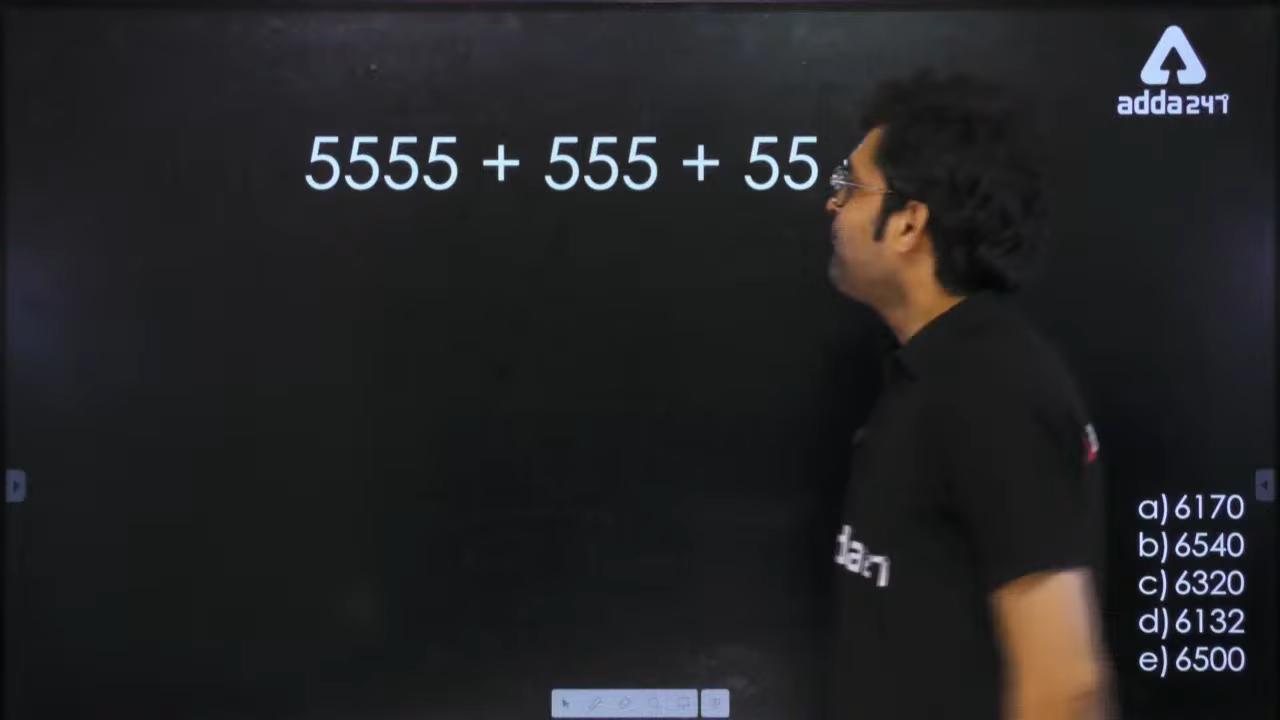 adda247
5555 + 555 + 55
a) 6170
b) 6540
c) 6320
d) 6132
e) 6500